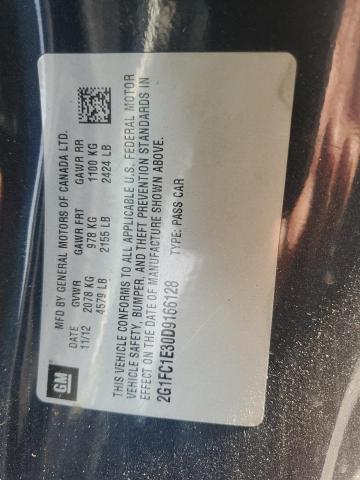 GM
MFD BY GENERAL MOTORS OF CANADA LTD.
DATE GVWR GAWR FRT GAWR RR
11/12 2078 KG 978 KG 1100 KG
4579 LB 2155 LB 2424 LB
THIS VEHICLE CONFORMS TO ALL APPLICABLE U.S. FEDERAL MOTOR
VEHICLE SAFETY, BUMPER, AND THEFT PREVENTION STANDARDS IN
EFFECT ON THE DATE OF MANUFACTURE SHOWN ABOVE.
2G1FC1E30D9166128 TYPE: PASS CAR